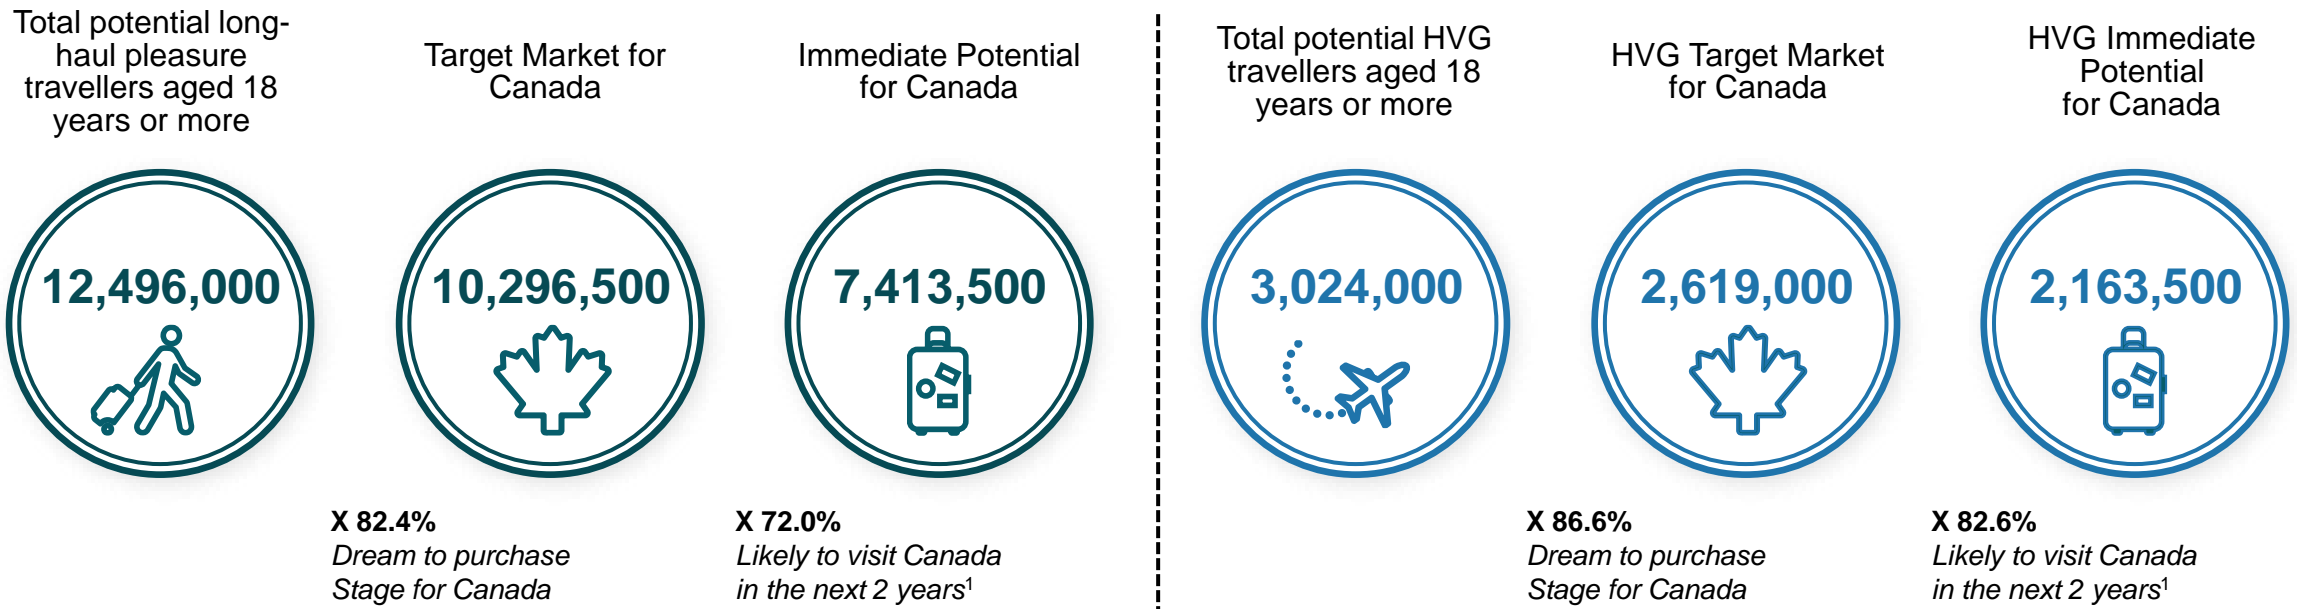 Total potential long-
haul pleasure
travellers aged 18
years or more
Target Market for
Canada
Immediate Potential
for Canada
12,496,000
10,296,500
7,413,500
X 82.4%
Dream to purchase
Stage for Canada
X 72.0%
Likely to visit Canada
in the next 2 years¹
Total potential HVG
travellers aged 18
years or more
HVG Target Market
for Canada
HVG Immediate
Potential
for Canada
3,024,000
2,619,000
2,163,500
X 86.6%
Dream to purchase
Stage for Canada
X 82.6%
Likely to visit Canada
in the next 2 years¹